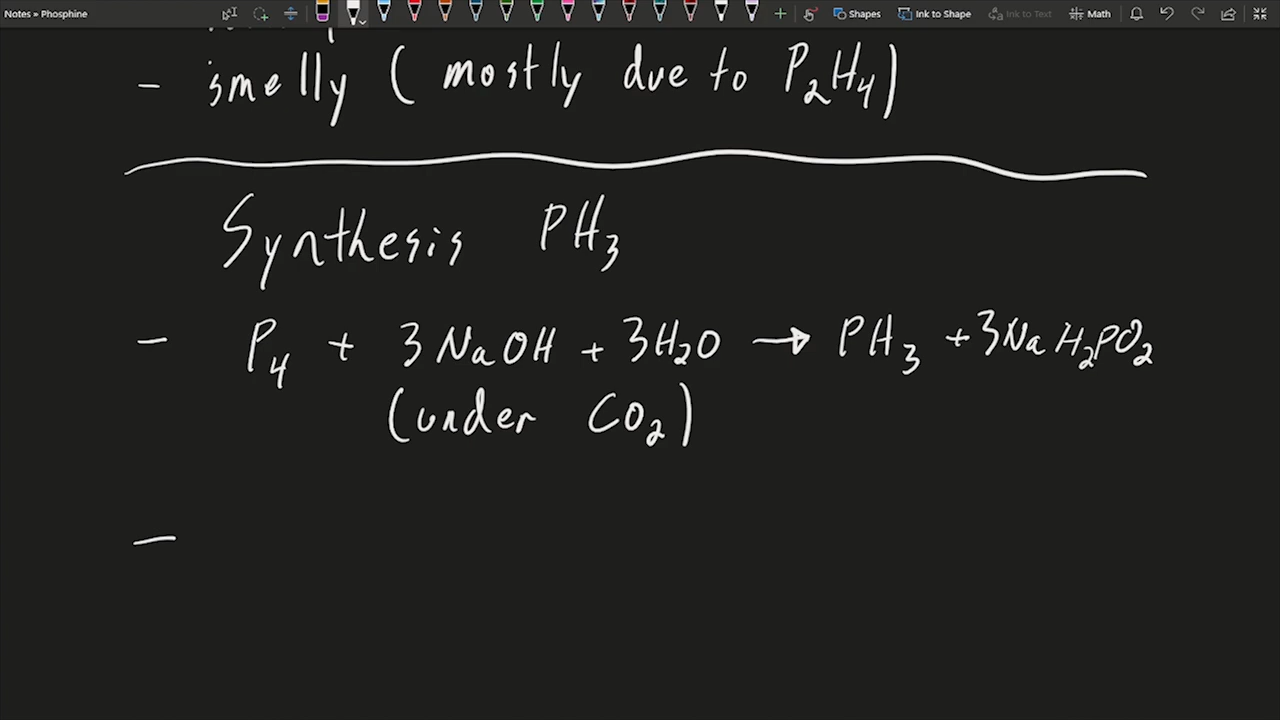 Notes » Phosphine
Shapes Ink to Shape Ink to Text Math
- smelly (mostly due to P₂H₄)
Synthesis PH₃
- P₄ + 3NaOH + 3H₂O → PH₃ + 3NaH₂PO₂
(under CO₂)
-